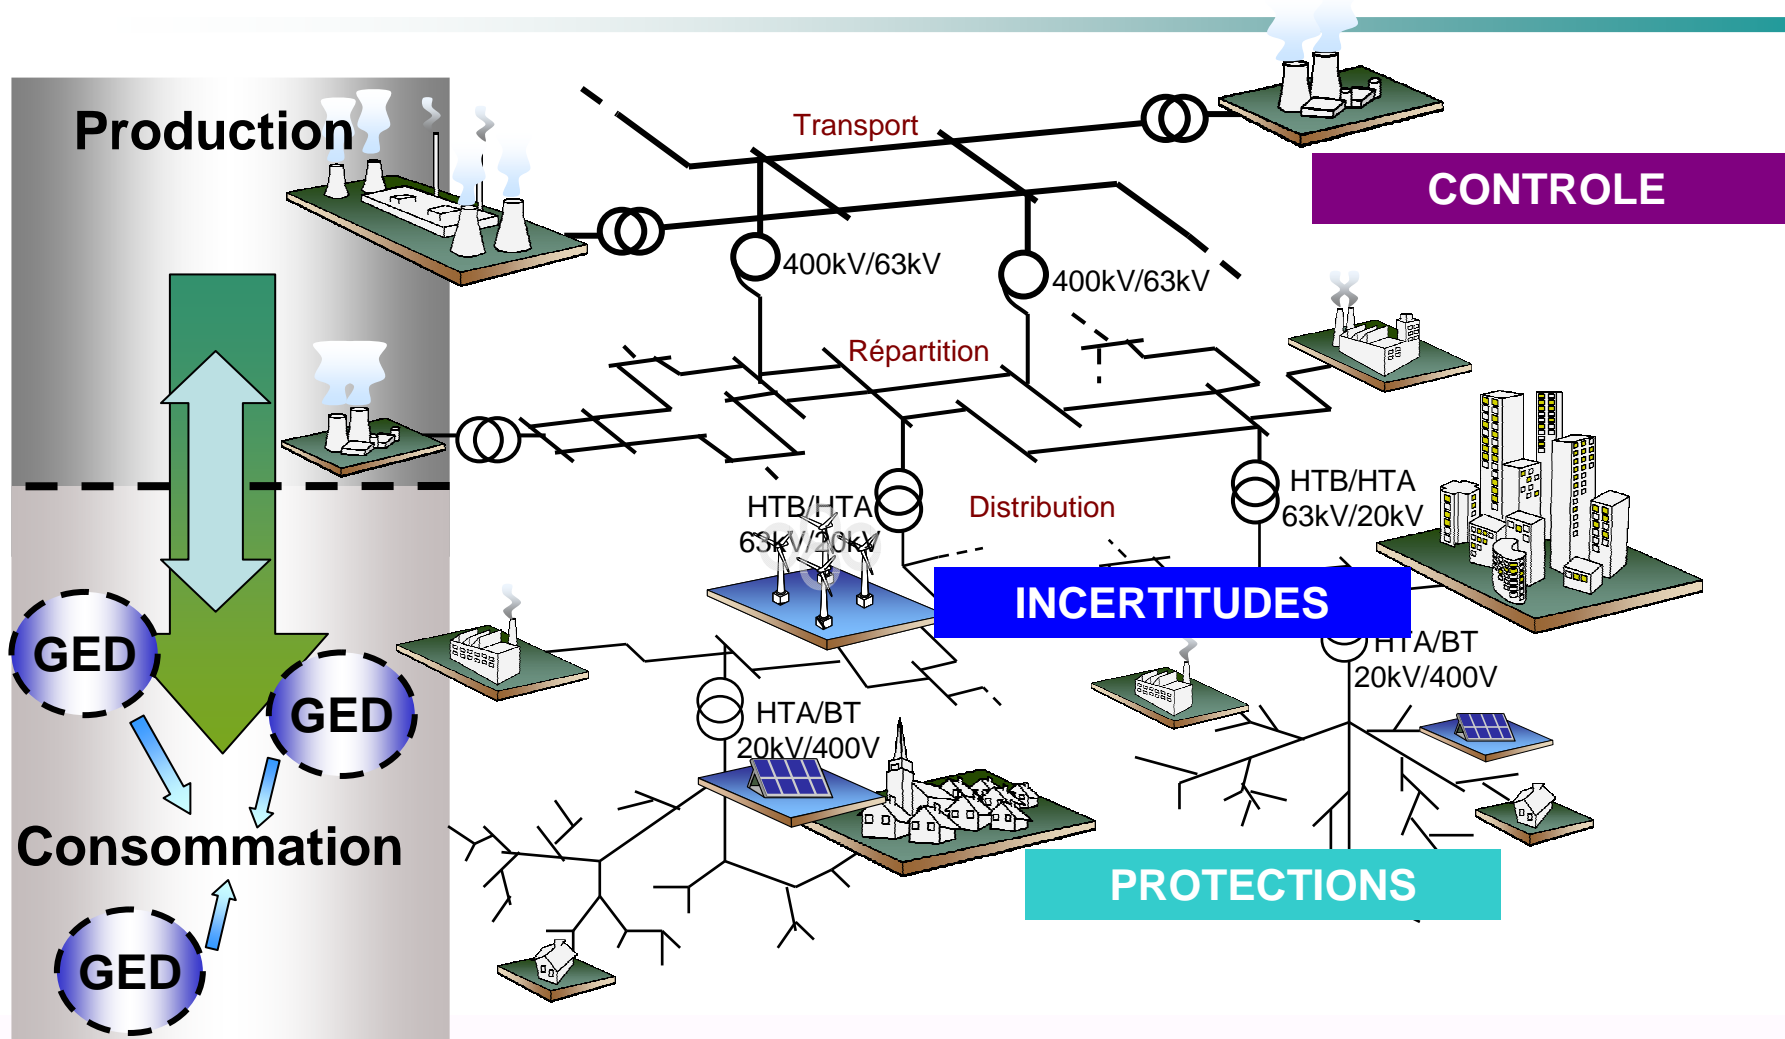 Production
Transport
CONTROLE
400kV/63kV
400kV/63kV
Répartition
HTB/HTA
63kV/20kV
Distribution
HTB/HTA
63kV/20kV
INCERTITUDES
GED
GED
HTA/BT
20kV/400V
HTA/BT
20kV/400V
Consommation
PROTECTIONS
GED